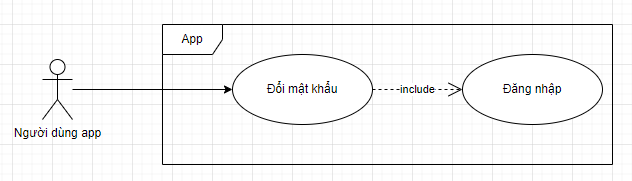 App
Đổi mật khẩu
include
Đăng nhập
Người dùng app